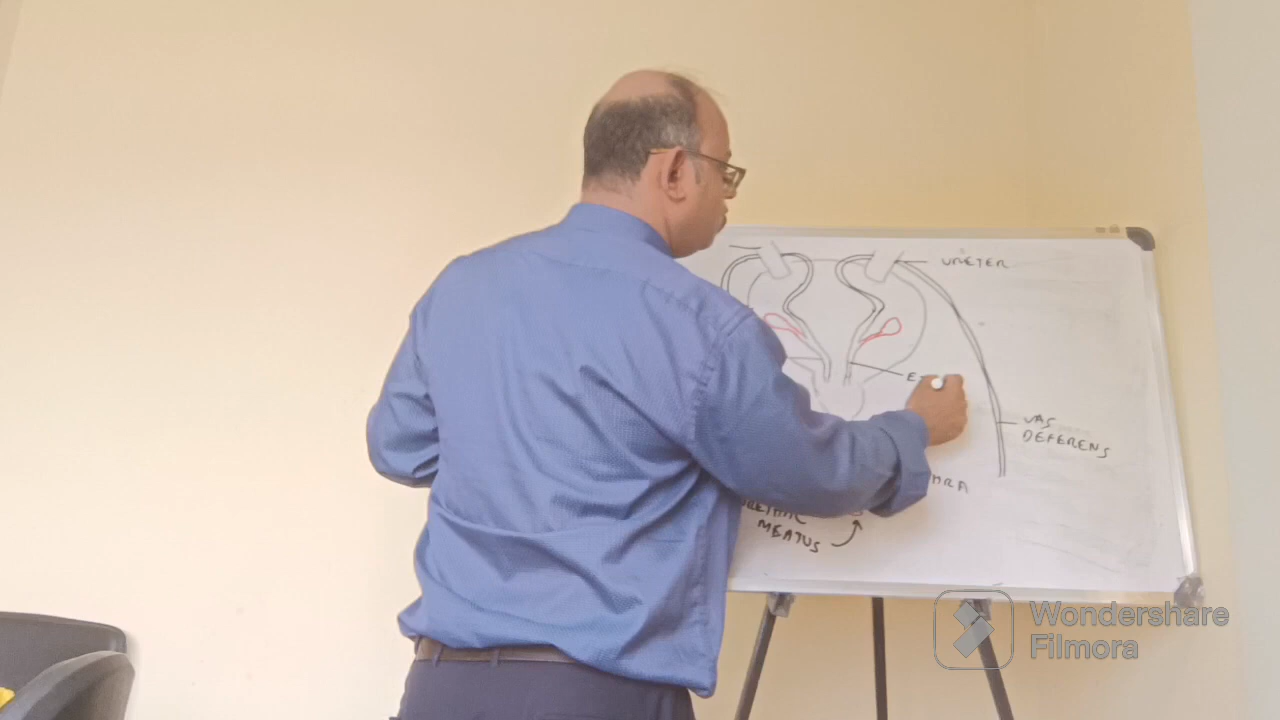 URETER
VAS
DEFERENS
MEATUS
Wondershare
Filmora